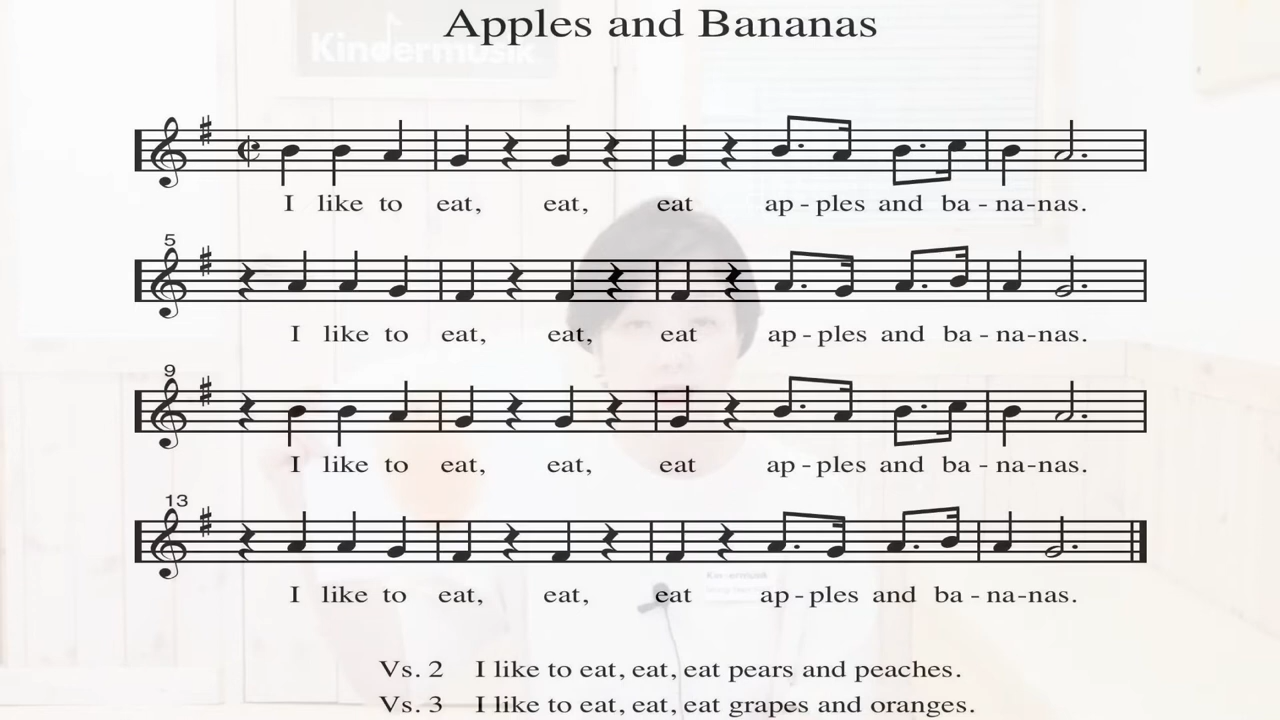 Apples and Bananas
Kindermusik
I like to eat, eat, eat ap - ples and ba - na-nas.
5
I like to eat, eat, eat ap - ples and ba - na-nas.
9
I like to eat, eat, eat ap - ples and ba - na-nas.
13
I like to eat, eat, eat ap - ples and ba - na-nas.
Kindermusik
Vs. 2 I like to eat, eat, eat pears and peaches.
Vs. 3 I like to eat, eat, eat grapes and oranges.